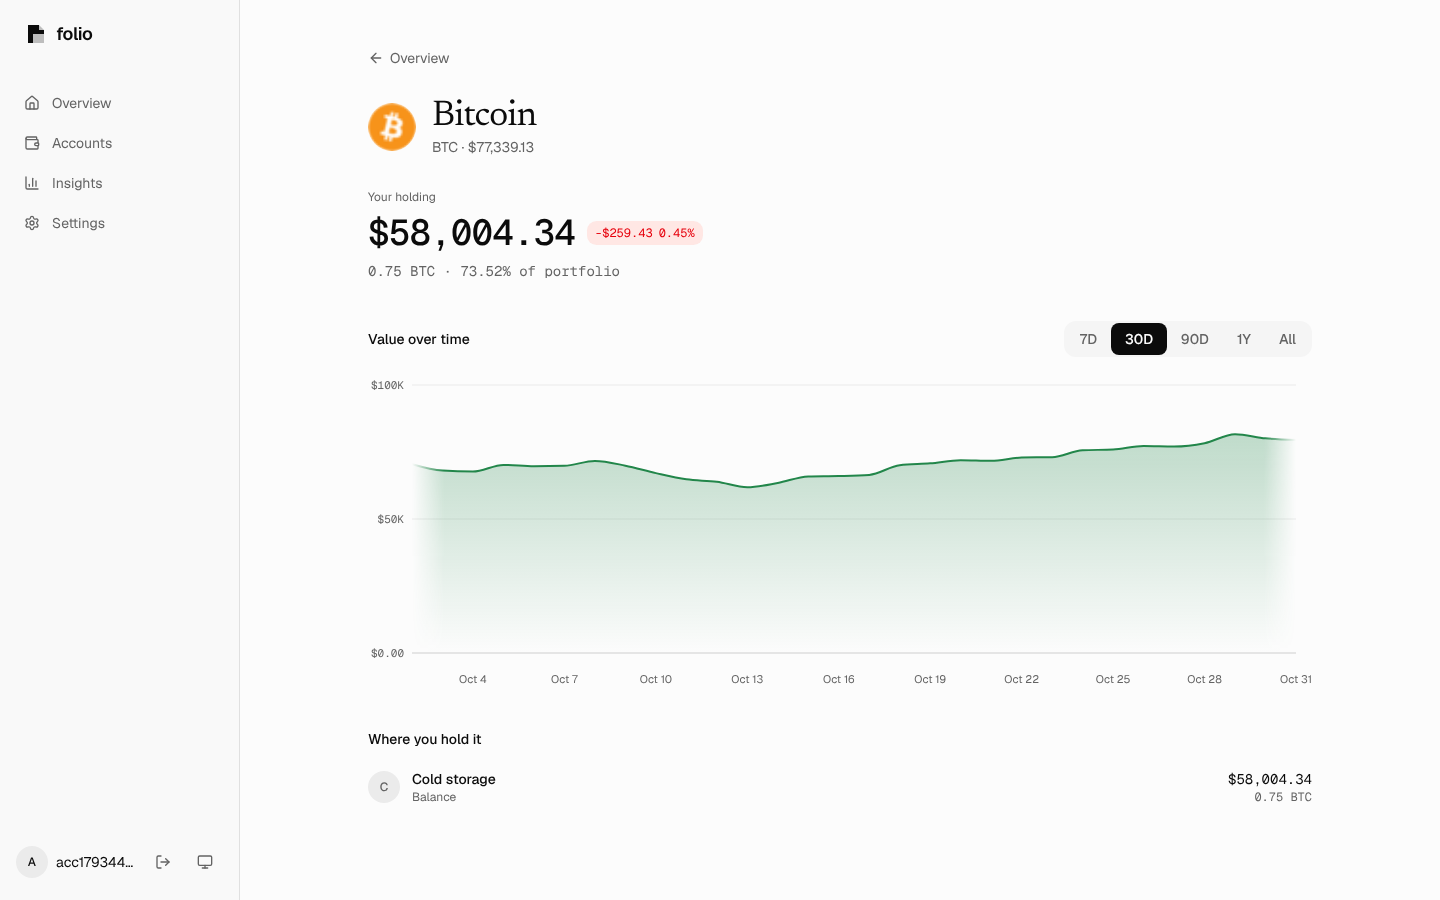 folio
Overview
Accounts
Insights
Settings
A acc179344...
Overview
Bitcoin
BTC · $77,339.13
Your holding
$58,004.34 -$259.43 0.45%
0.75 BTC · 73.52% of portfolio
Value over time 7D 30D 90D 1Y All
$100K
$50K
$0.00
Oct 4 Oct 7 Oct 10 Oct 13 Oct 16 Oct 19 Oct 22 Oct 25 Oct 28 Oct 31
Where you hold it
C Cold storage $58,004.34
Balance 0.75 BTC